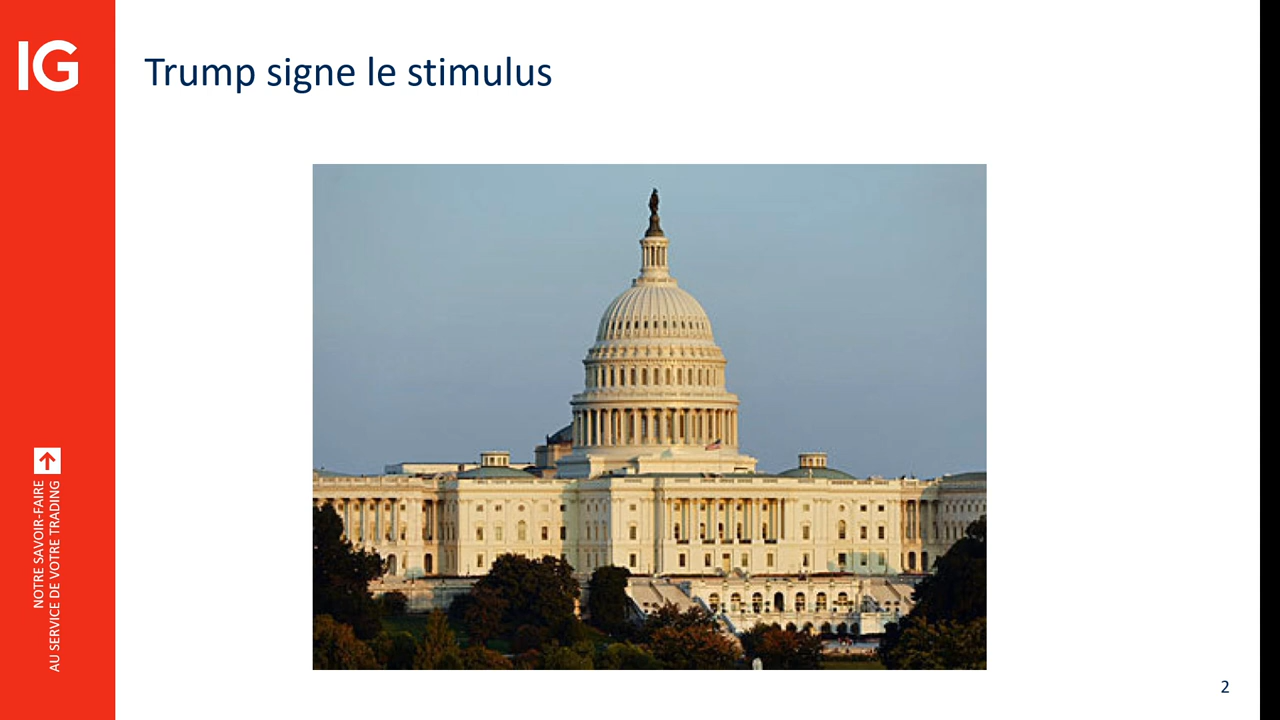 IG
Trump signe le stimulus
NOTRE SAVOIR-FAIRE
AU SERVICE DE VOTRE TRADING
2